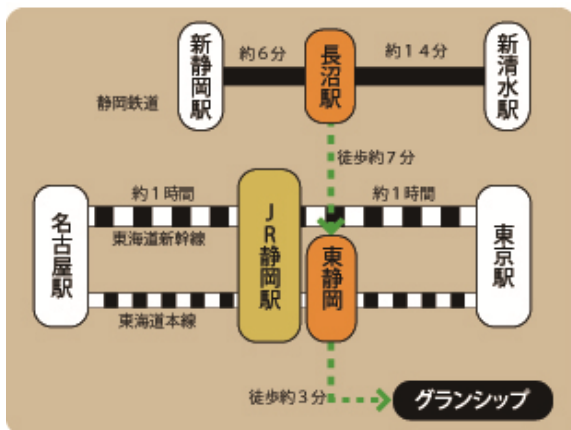 新静岡駅
約6分
長沼駅
約14分
新清水駅
静岡鉄道
徒歩約7分
名古屋駅
約1時間
東海道新幹線
東海道本線
JR静岡駅
東静岡
約1時間
東京駅
徒歩約3分
グランシップ